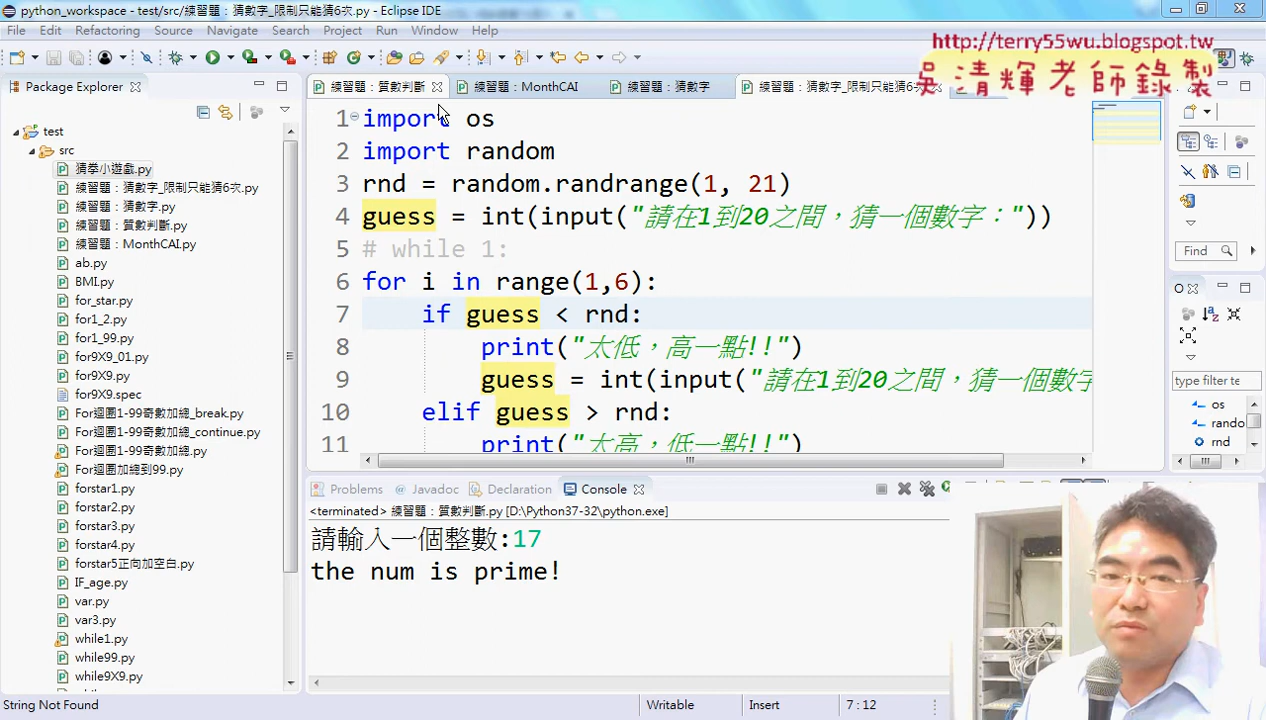 python_workspace - test/src/練習題：猜數字_限制只能猜6次.py - Eclipse IDE
File Edit Refactoring Source Navigate Search Project Run Window Help
http://terry55wu.blogspot.tw
吳清輝老師錄製
Package Explorer
練習題：質數判斷
練習題：MonthCAI
練習題：猜數字
練習題：猜數字_限制只能猜6
test
src
猜拳小遊戲.py
練習題：猜數字_限制只能猜6次.py
練習題：猜數字.py
練習題：質數判斷.py
練習題：MonthCAI.py
ab.py
BMI.py
for_star.py
for1_2.py
for1_99.py
for9X9_01.py
for9X9.py
for9X9.spec
For迴圈1-99奇數加總_break.py
For迴圈1-99奇數加總_continue.py
For迴圈1-99奇數加總.py
For迴圈加總到99.py
forstar1.py
forstar2.py
forstar3.py
forstar4.py
forstar5正向加空白.py
IF_age.py
var.py
var3.py
while1.py
while99.py
while9X9.py
1 import os
2 import random
3 rnd = random.randrange(1, 21)
4 guess = int(input("請在1到20之間，猜一個數字："))
5 # while 1:
6 for i in range(1,6):
7 if guess < rnd:
8 print("太低，高一點!!")
9 guess = int(input("請在1到20之間，猜一個數字
10 elif guess > rnd:
11 print("太高，低一點!!")
Find
type filter te
os
rando
rnd
Problems Javadoc Declaration Console
<terminated> 練習題：質數判斷.py [D:\Python37-32\python.exe]
請輸入一個整數:17
the num is prime!
String Not Found
Writable
Insert
7 : 12